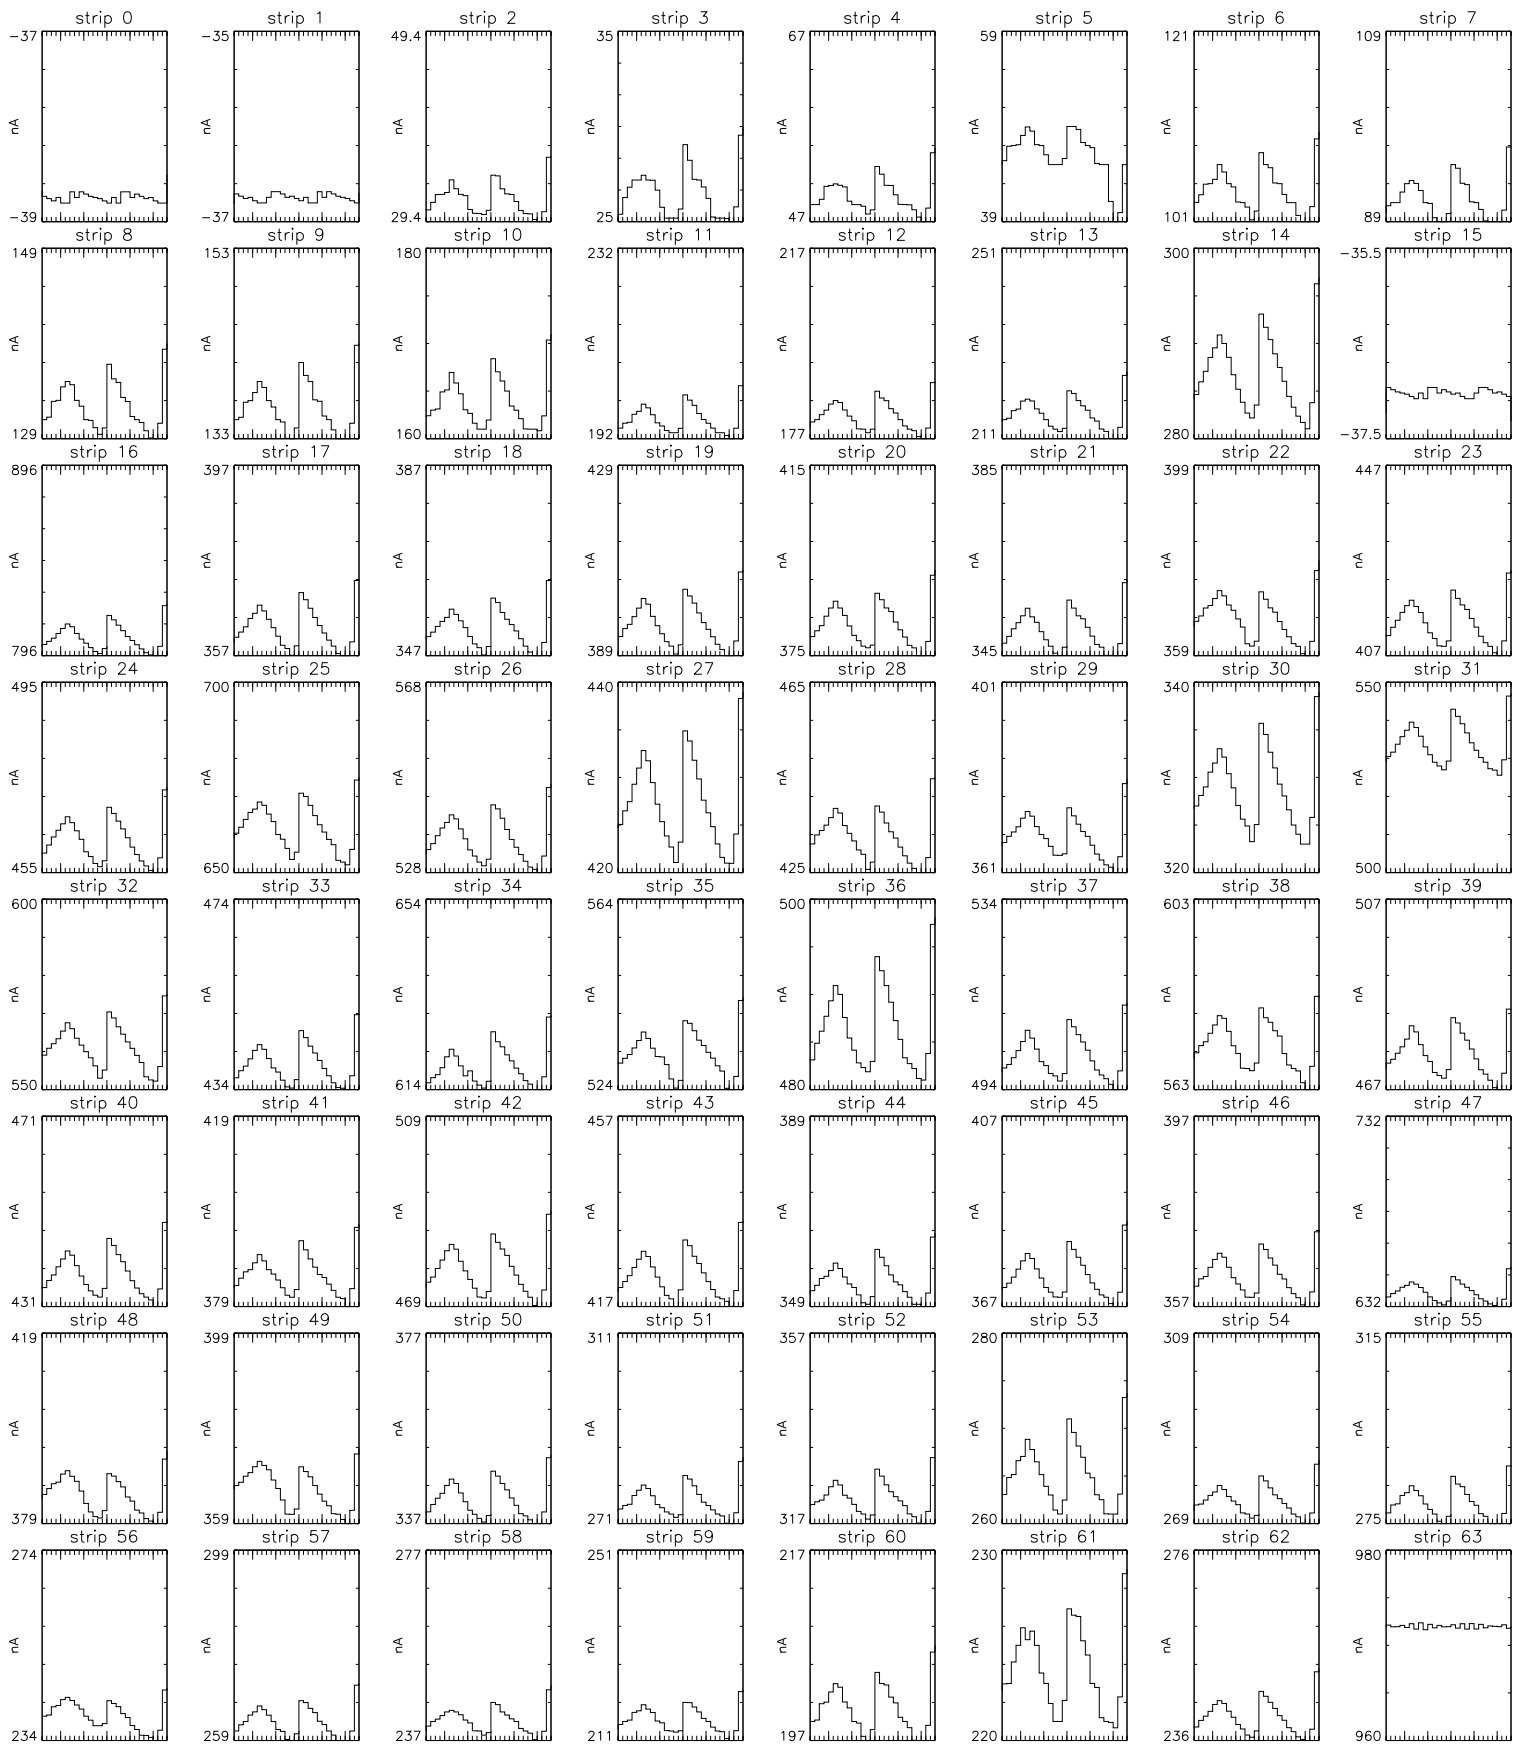 strip 0 strip 1 strip 2 strip 3 strip 4 strip 5 strip 6 strip 7
−37 −35 49.4 35 67 59 121 109
nA nA nA nA nA nA nA nA
−39 −37 29.4 25 47 39 101 89
strip 8 strip 9 strip 10 strip 11 strip 12 strip 13 strip 14 strip 15
149 153 180 232 217 251 300 −35.5
nA nA nA nA nA nA nA nA
129 133 160 192 177 211 280 −37.5
strip 16 strip 17 strip 18 strip 19 strip 20 strip 21 strip 22 strip 23
896 397 387 429 415 385 399 447
nA nA nA nA nA nA nA nA
796 357 347 389 375 345 359 407
strip 24 strip 25 strip 26 strip 27 strip 28 strip 29 strip 30 strip 31
495 700 568 440 465 401 340 550
nA nA nA nA nA nA nA nA
455 650 528 420 425 361 320 500
strip 32 strip 33 strip 34 strip 35 strip 36 strip 37 strip 38 strip 39
600 474 654 564 500 534 603 507
nA nA nA nA nA nA nA nA
550 434 614 524 480 494 563 467
strip 40 strip 41 strip 42 strip 43 strip 44 strip 45 strip 46 strip 47
471 419 509 457 389 407 397 732
nA nA nA nA nA nA nA nA
431 379 469 417 349 367 357 632
strip 48 strip 49 strip 50 strip 51 strip 52 strip 53 strip 54 strip 55
419 399 377 311 357 280 309 315
nA nA nA nA nA nA nA nA
379 359 337 271 317 260 269 275
strip 56 strip 57 strip 58 strip 59 strip 60 strip 61 strip 62 strip 63
274 299 277 251 217 230 276 980
nA nA nA nA nA nA nA nA
234 259 237 211 197 220 236 960